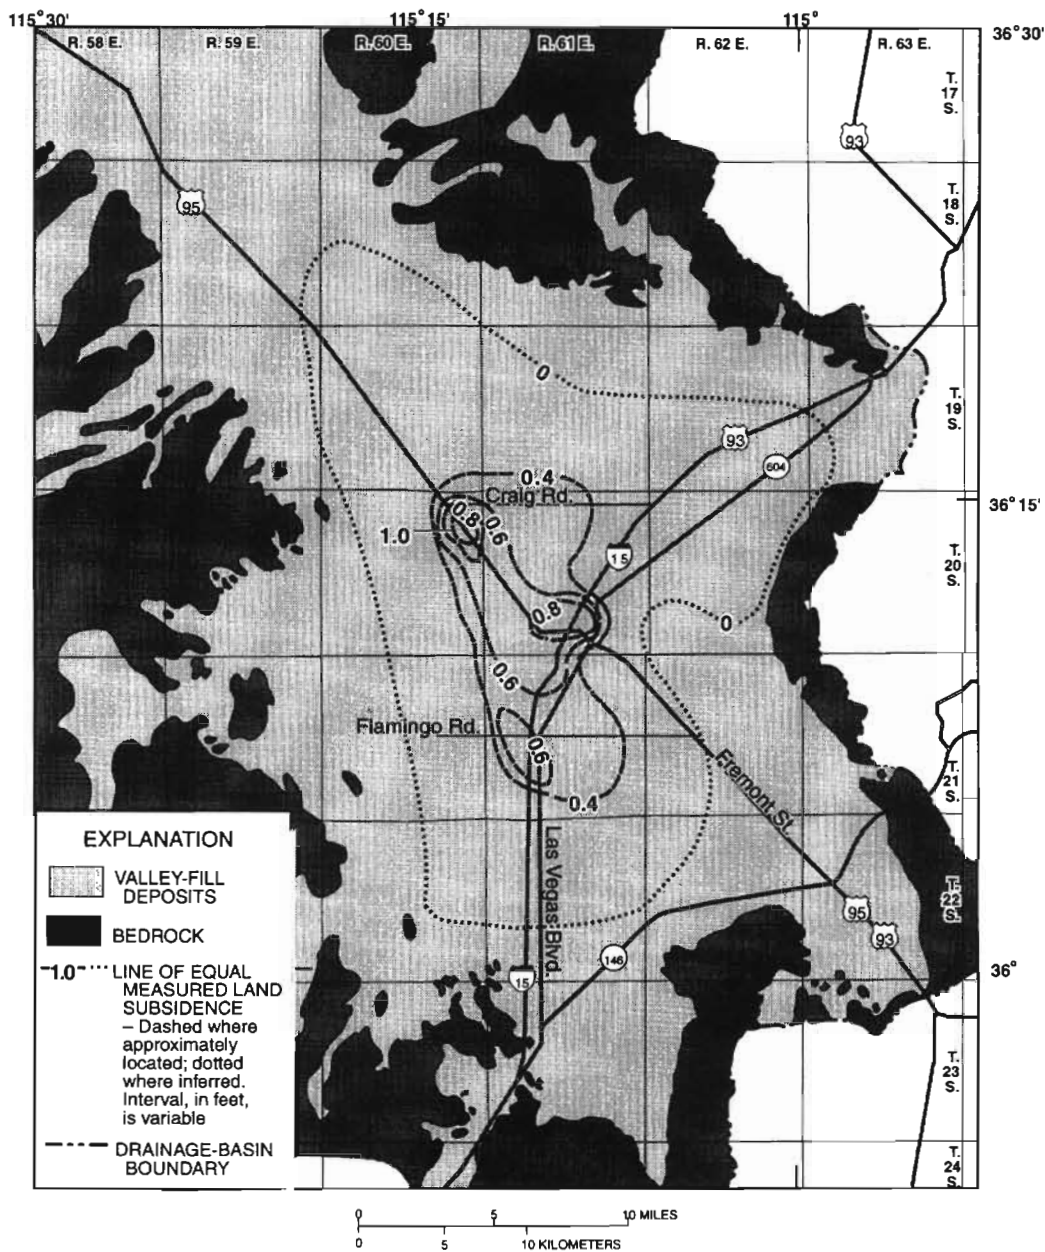 115°30'
115°15'
115°
R. 58 E.
R. 59 E.
R. 60 E.
R. 61 E.
R. 62 E.
R. 63 E.
36°30'
T.
17
S.
93
T.
18
S.
95
0
T.
19
S.
93
604
0.4
Craig Rd.
36°15'
0.8
0.6
1.0
15
T.
20
S.
0.8
0
0.6
Flamingo Rd.
0.6
Fremont St.
T.
21
S.
0.4
Las Vegas Blvd.
T.
22
S.
95
93
146
15
36°
T.
23
S.
T.
24
S.
EXPLANATION
VALLEY-FILL
DEPOSITS
BEDROCK
1.0
LINE OF EQUAL
MEASURED LAND
SUBSIDENCE
– Dashed where
approximately
located; dotted
where inferred.
Interval, in feet,
is variable
DRAINAGE-BASIN
BOUNDARY
0 5 10 MILES
0 5 10 KILOMETERS